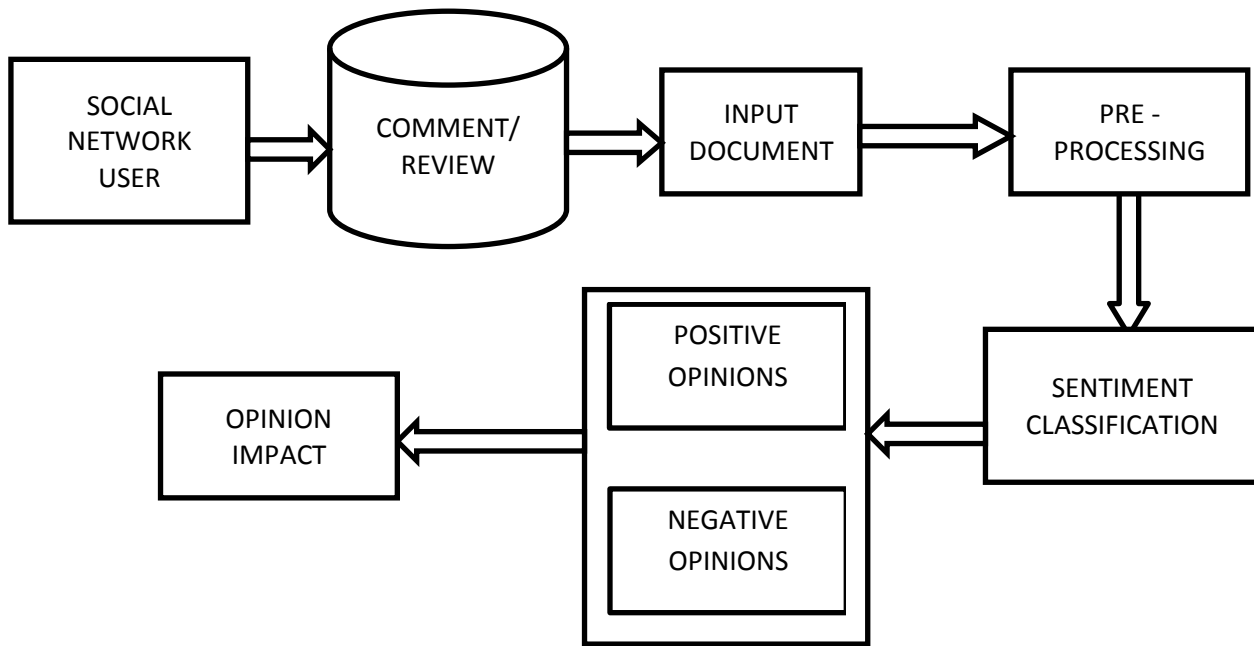 SOCIAL
NETWORK
USER
COMMENT/
REVIEW
INPUT
DOCUMENT
PRE -
PROCESSING
SENTIMENT
CLASSIFICATION
POSITIVE
OPINIONS
NEGATIVE
OPINIONS
OPINION
IMPACT